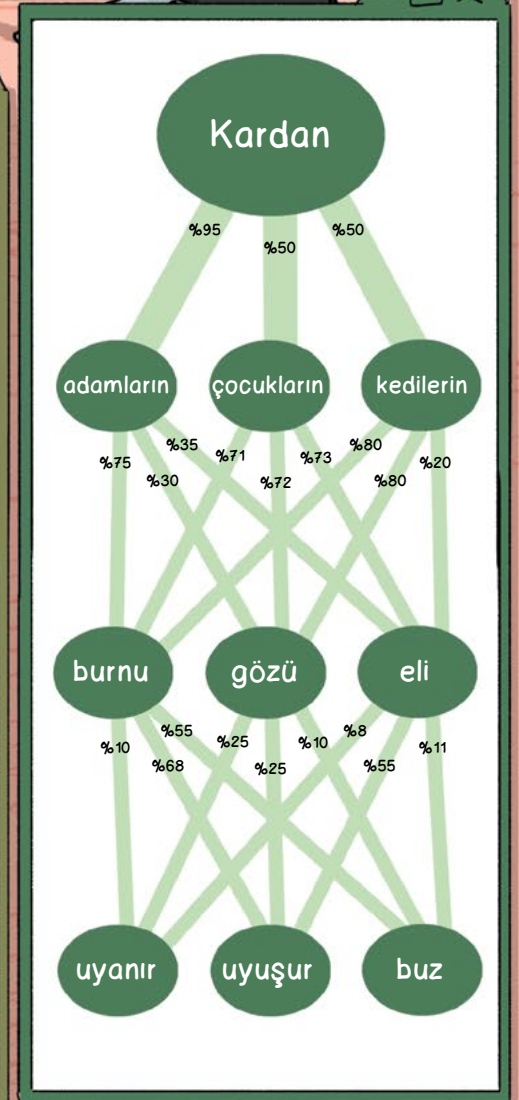 Kardan
%95
%50
%50
adamların
çocukların
kedilerin
%75
%30
%35
%71
%72
%73
%80
%80
%20
burnu
gözü
eli
%10
%68
%55
%25
%25
%10
%8
%55
%11
uyanır
uyuşur
buz